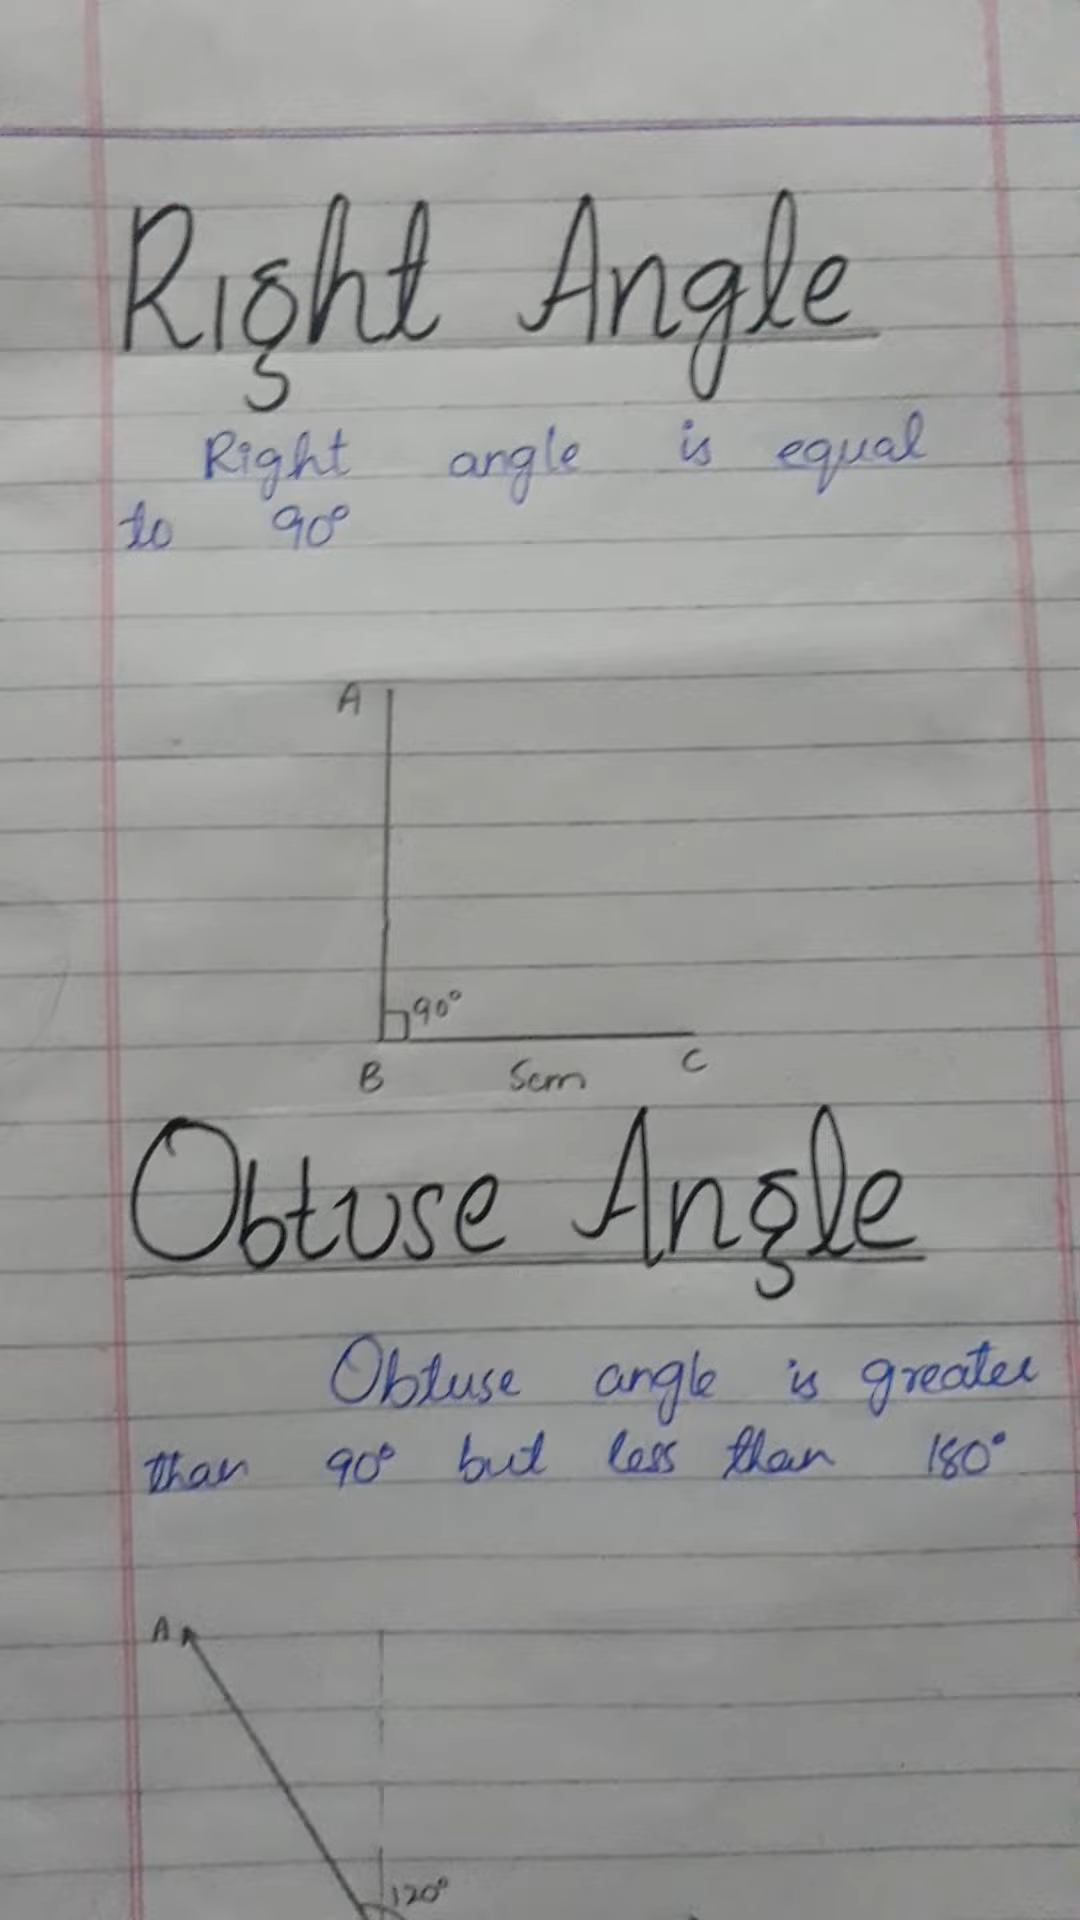 Right Angle
Right angle is equal
to 90°
A
90°
B 5cm C
Obtuse Angle
Obtuse angle is greater
than 90° but less than 180°
A
120°